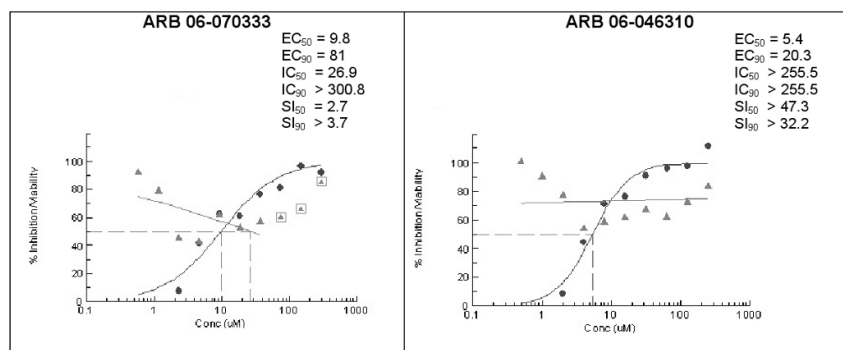 ARB 06-070333
EC50 = 9.8
EC90 = 81
IC50 = 26.9
IC90 > 300.8
SI50 = 2.7
SI90 > 3.7
% Inhibition/Viability
100
80
60
40
20
0
0.1 1 10 100 1000
Conc (uM)
ARB 06-046310
EC50 = 5.4
EC90 = 20.3
IC50 > 255.5
IC90 > 255.5
SI50 > 47.3
SI90 > 32.2
% Inhibition/Viability
100
80
60
40
20
0
0.1 1 10 100 1000
Conc (uM)